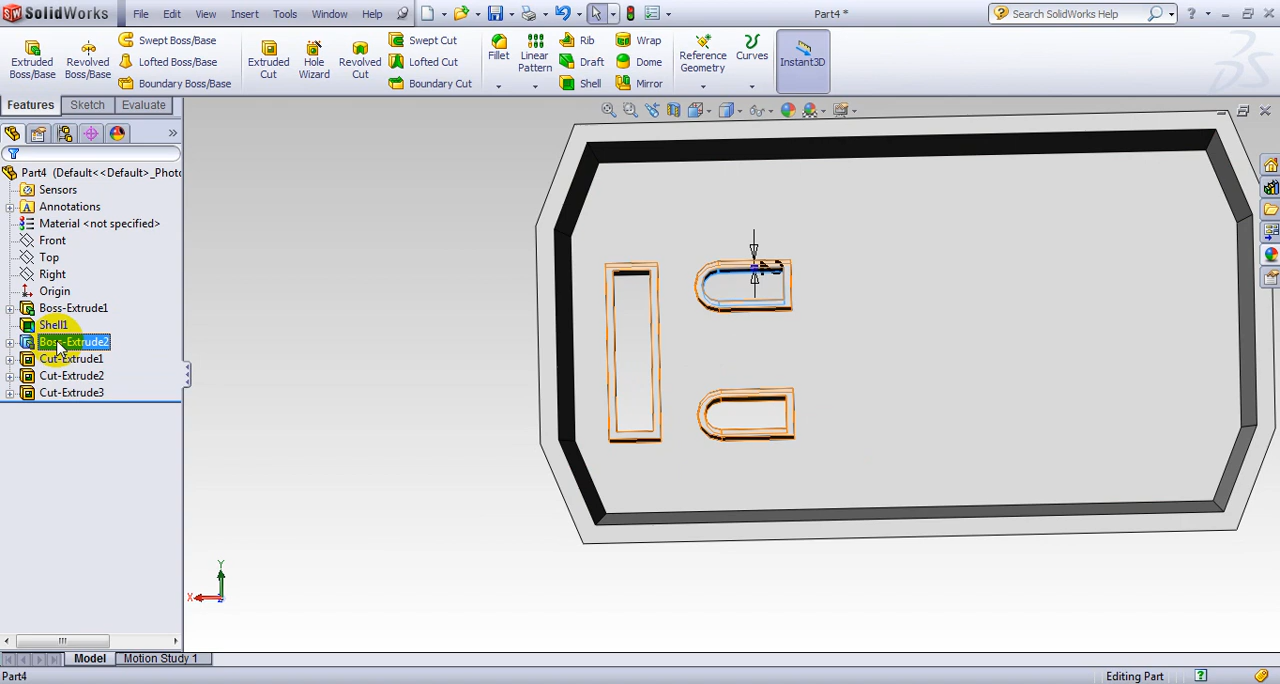 SolidWorks File Edit View Insert Tools Window Help Part4 * Search SolidWorks Help
Extruded Boss/Base
Revolved Boss/Base
Swept Boss/Base
Lofted Boss/Base
Boundary Boss/Base
Extruded Cut
Hole Wizard
Revolved Cut
Swept Cut
Lofted Cut
Boundary Cut
Fillet
Linear Pattern
Rib
Draft
Shell
Wrap
Dome
Mirror
Reference Geometry
Curves
Instant3D
Features Sketch Evaluate
Part4 (Default<<Default>_Photo
Sensors
Annotations
Material <not specified>
Front
Top
Right
Origin
Boss-Extrude1
Shell1
Boss-Extrude2
Cut-Extrude1
Cut-Extrude2
Cut-Extrude3
Y
X
Model Motion Study 1
Part4 Editing Part